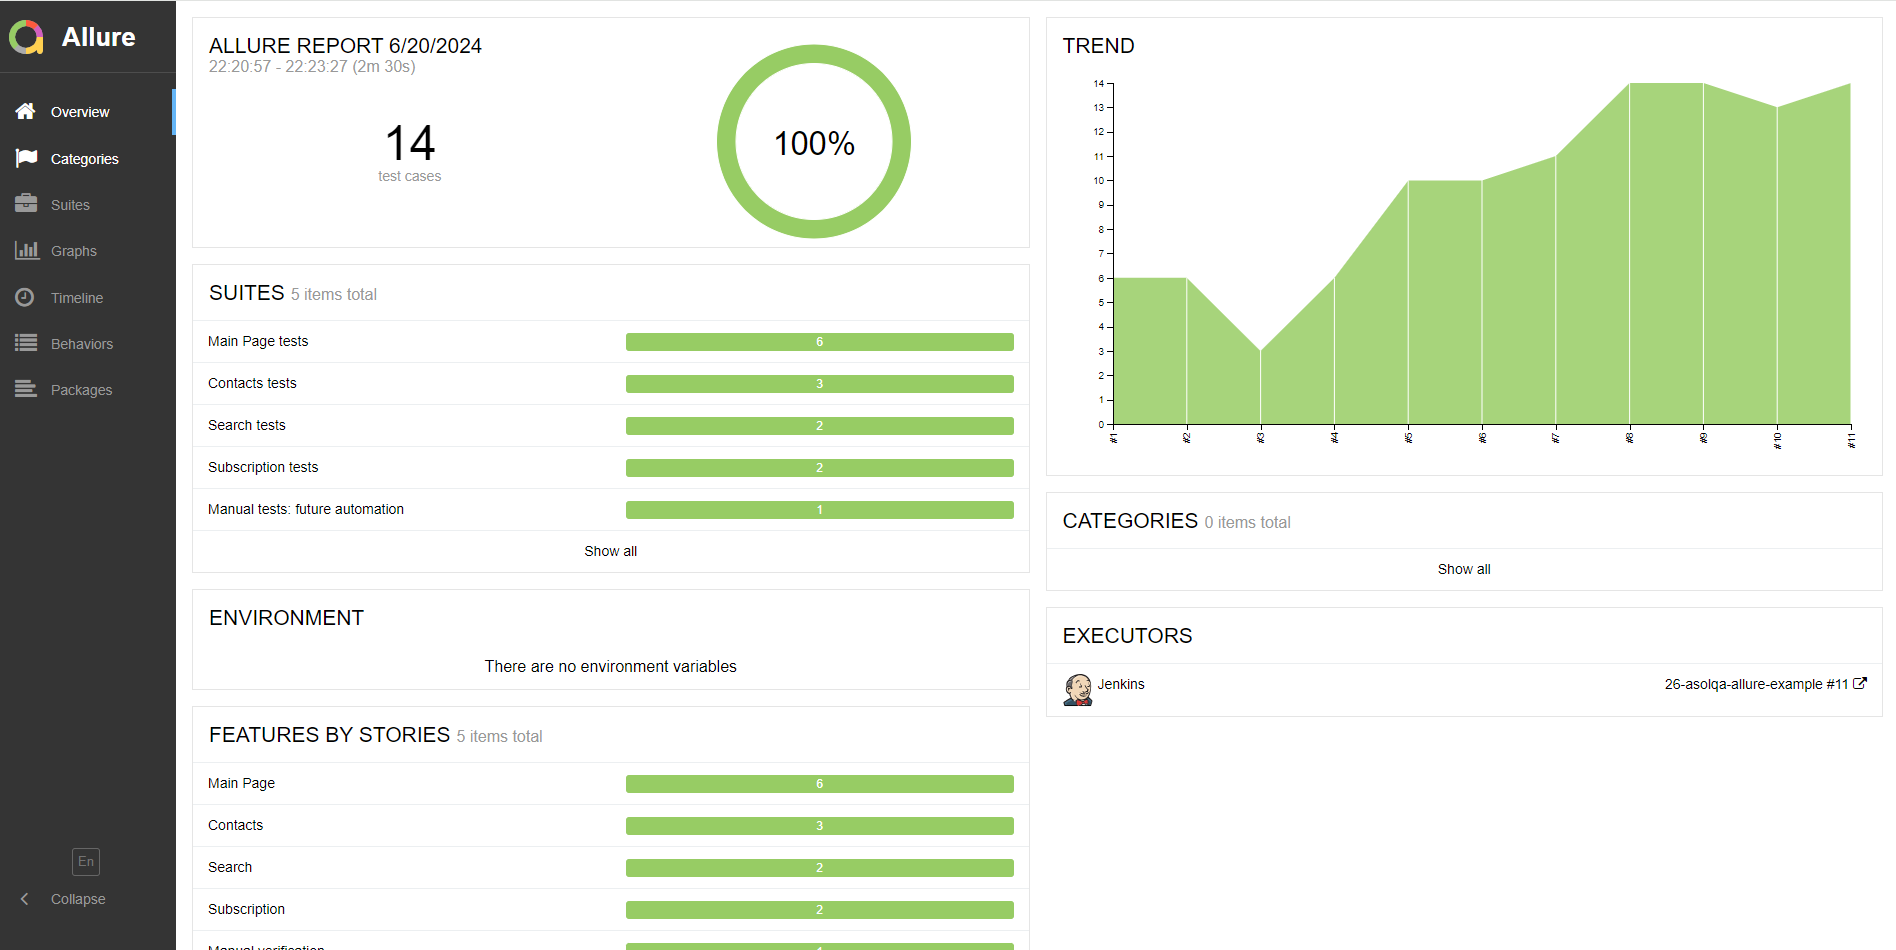 Allure
Overview
Categories
Suites
Graphs
Timeline
Behaviors
Packages
En
Collapse
ALLURE REPORT 6/20/2024
22:20:57 - 22:23:27 (2m 30s)
14
test cases
100%
SUITES 5 items total
Main Page tests 6
Contacts tests 3
Search tests 2
Subscription tests 2
Manual tests: future automation 1
Show all
ENVIRONMENT
There are no environment variables
FEATURES BY STORIES 5 items total
Main Page 6
Contacts 3
Search 2
Subscription 2
Manual verification 1
TREND
14
13
12
11
10
9
8
7
6
5
4
3
2
1
0
#1 #2 #3 #4 #5 #6 #7 #8 #9 #10 #11
CATEGORIES 0 items total
Show all
EXECUTORS
Jenkins 26-asolqa-allure-example #11